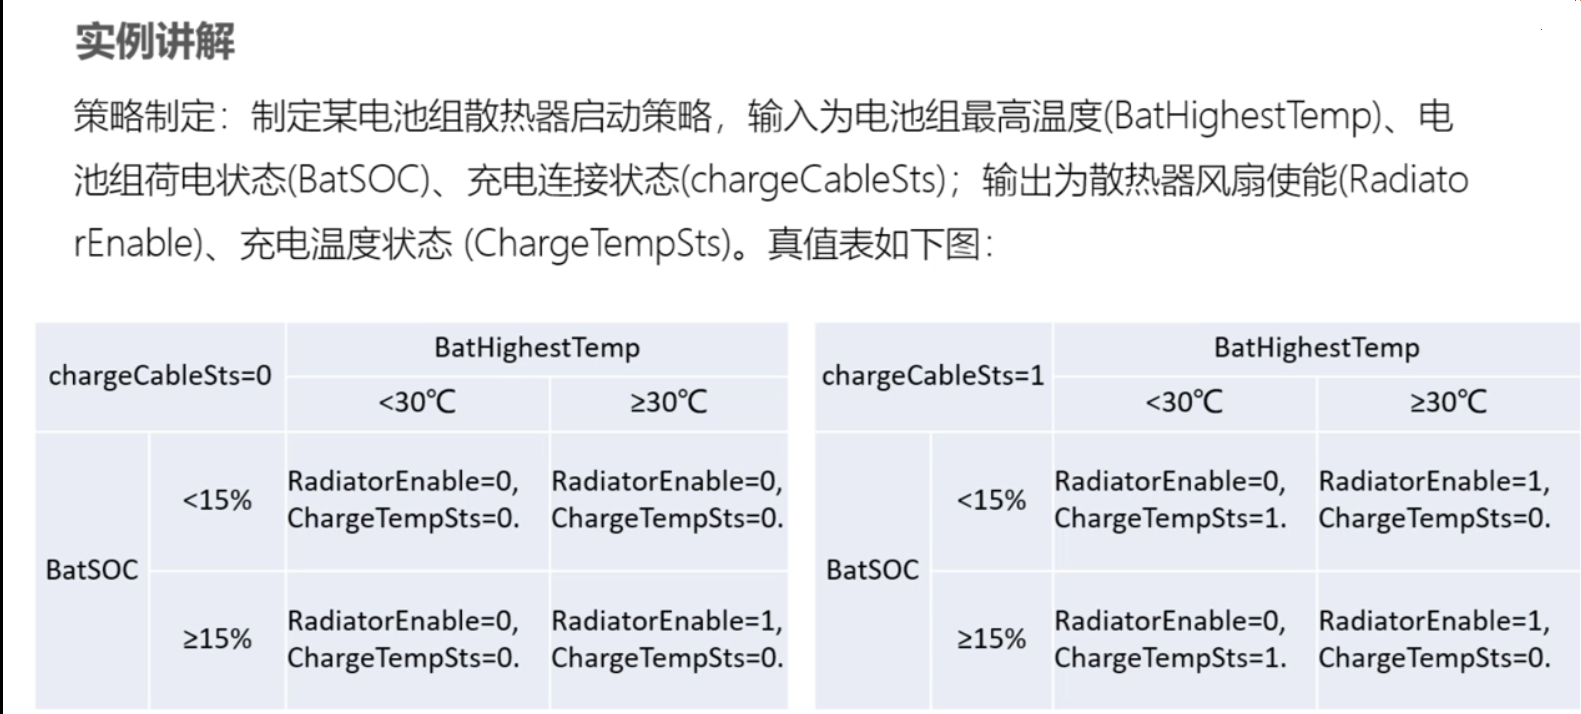 实例讲解
策略制定：制定某电池组散热器启动策略，输入为电池组最高温度(BatHighestTemp)、电
池组荷电状态(BatSOC)、充电连接状态(chargeCableSts)；输出为散热器风扇使能(Radiato
rEnable)、充电温度状态 (ChargeTempSts)。真值表如下图：
chargeCableSts=0
BatHighestTemp
<30℃
≥30℃
BatSOC
<15%
RadiatorEnable=0,
ChargeTempSts=0.
RadiatorEnable=0,
ChargeTempSts=0.
≥15%
RadiatorEnable=0,
ChargeTempSts=0.
RadiatorEnable=1,
ChargeTempSts=0.
chargeCableSts=1
BatHighestTemp
<30℃
≥30℃
BatSOC
<15%
RadiatorEnable=0,
ChargeTempSts=1.
RadiatorEnable=1,
ChargeTempSts=0.
≥15%
RadiatorEnable=0,
ChargeTempSts=1.
RadiatorEnable=1,
ChargeTempSts=0.